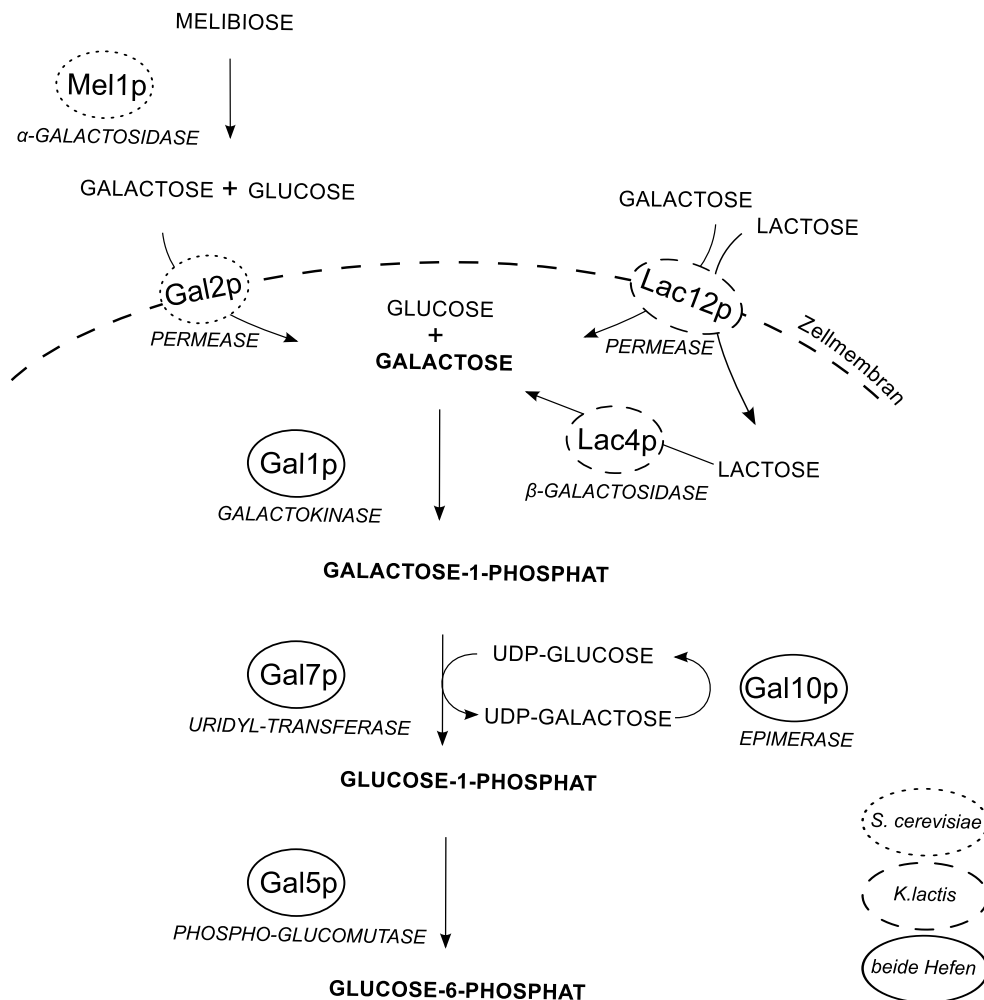 MELIBIOSE
Mel1p
α-GALACTOSIDASE
GALACTOSE + GLUCOSE
GALACTOSE
LACTOSE
Gal2p
PERMEASE
Lac12p
PERMEASE
Zellmembran
GLUCOSE
+
GALACTOSE
Lac4p
β-GALACTOSIDASE
LACTOSE
Gal1p
GALACTOKINASE
GALACTOSE-1-PHOSPHAT
Gal7p
URIDYL-TRANSFERASE
UDP-GLUCOSE
UDP-GALACTOSE
Gal10p
EPIMERASE
GLUCOSE-1-PHOSPHAT
Gal5p
PHOSPHO-GLUCOMUTASE
GLUCOSE-6-PHOSPHAT
S. cerevisiae
K.lactis
beide Hefen